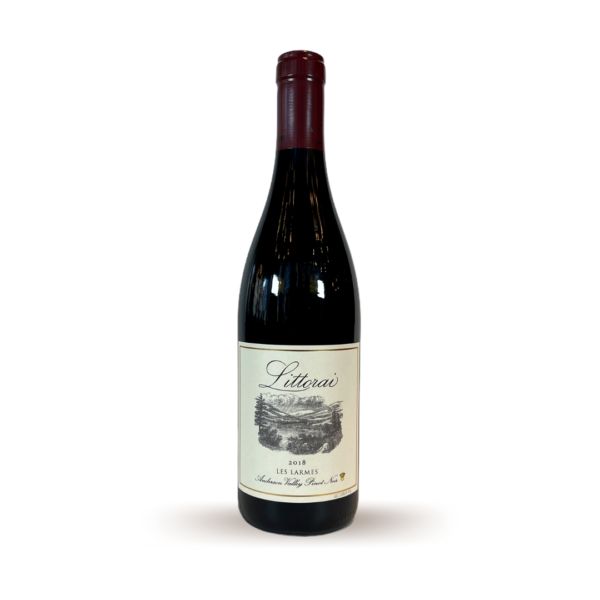 Littorai
2018
LES LARMES
Anderson Valley Pinot Noir